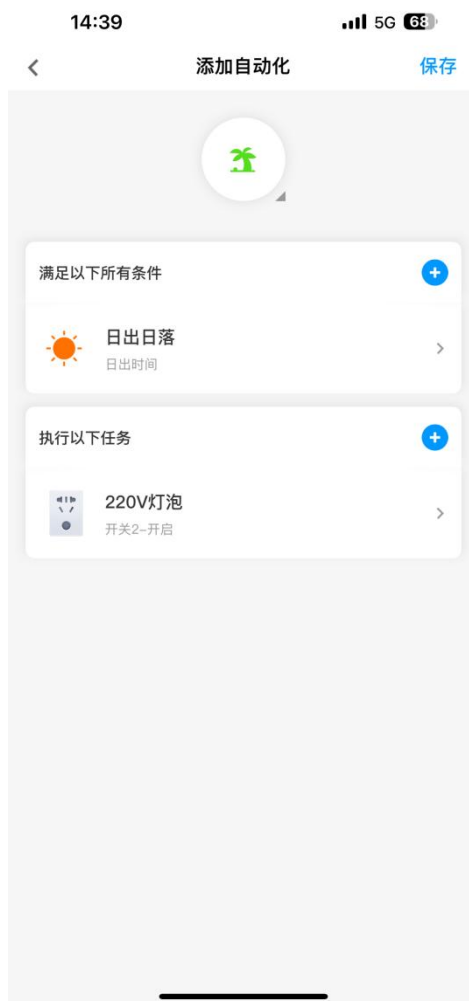 14:39
5G 68
添加自动化
保存
满足以下所有条件
日出日落
日出时间
执行以下任务
220V灯泡
开关2-开启